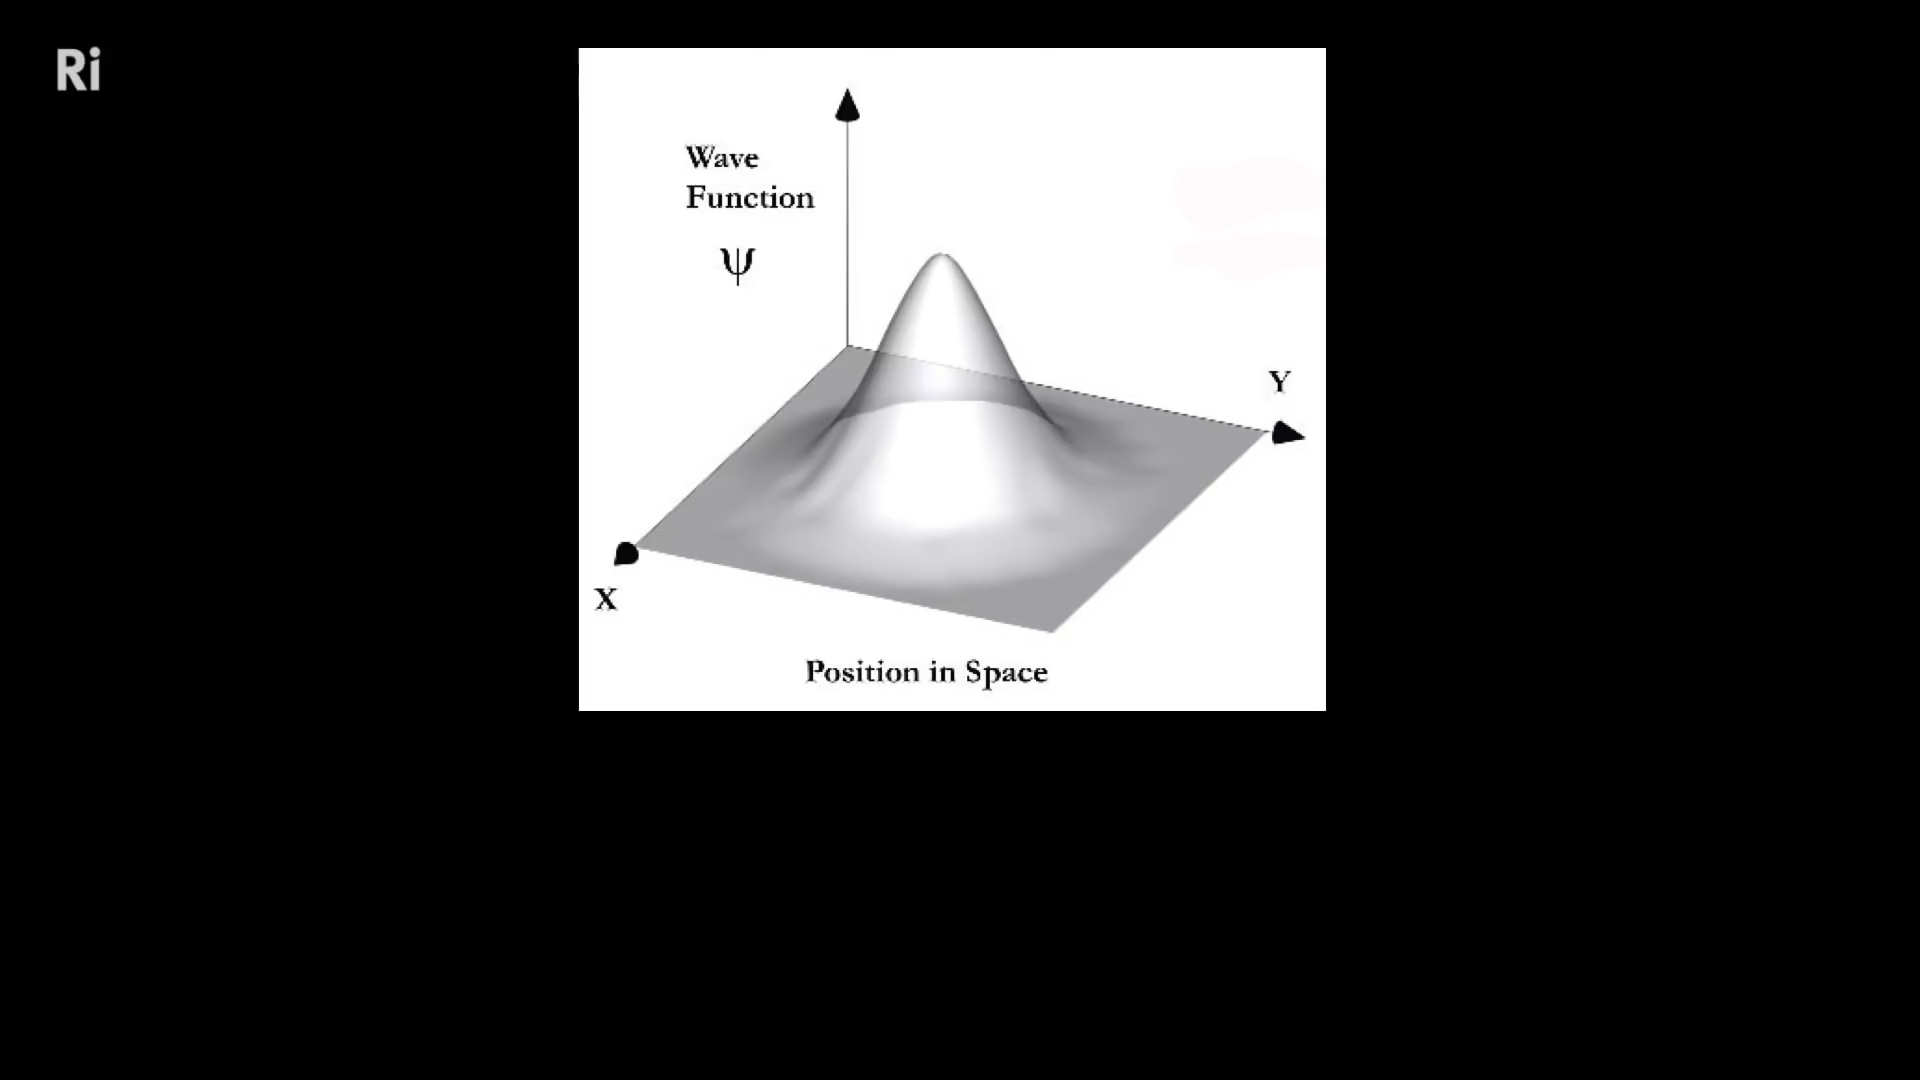 Ri
Wave
Function
ψ
Y
X
Position in Space